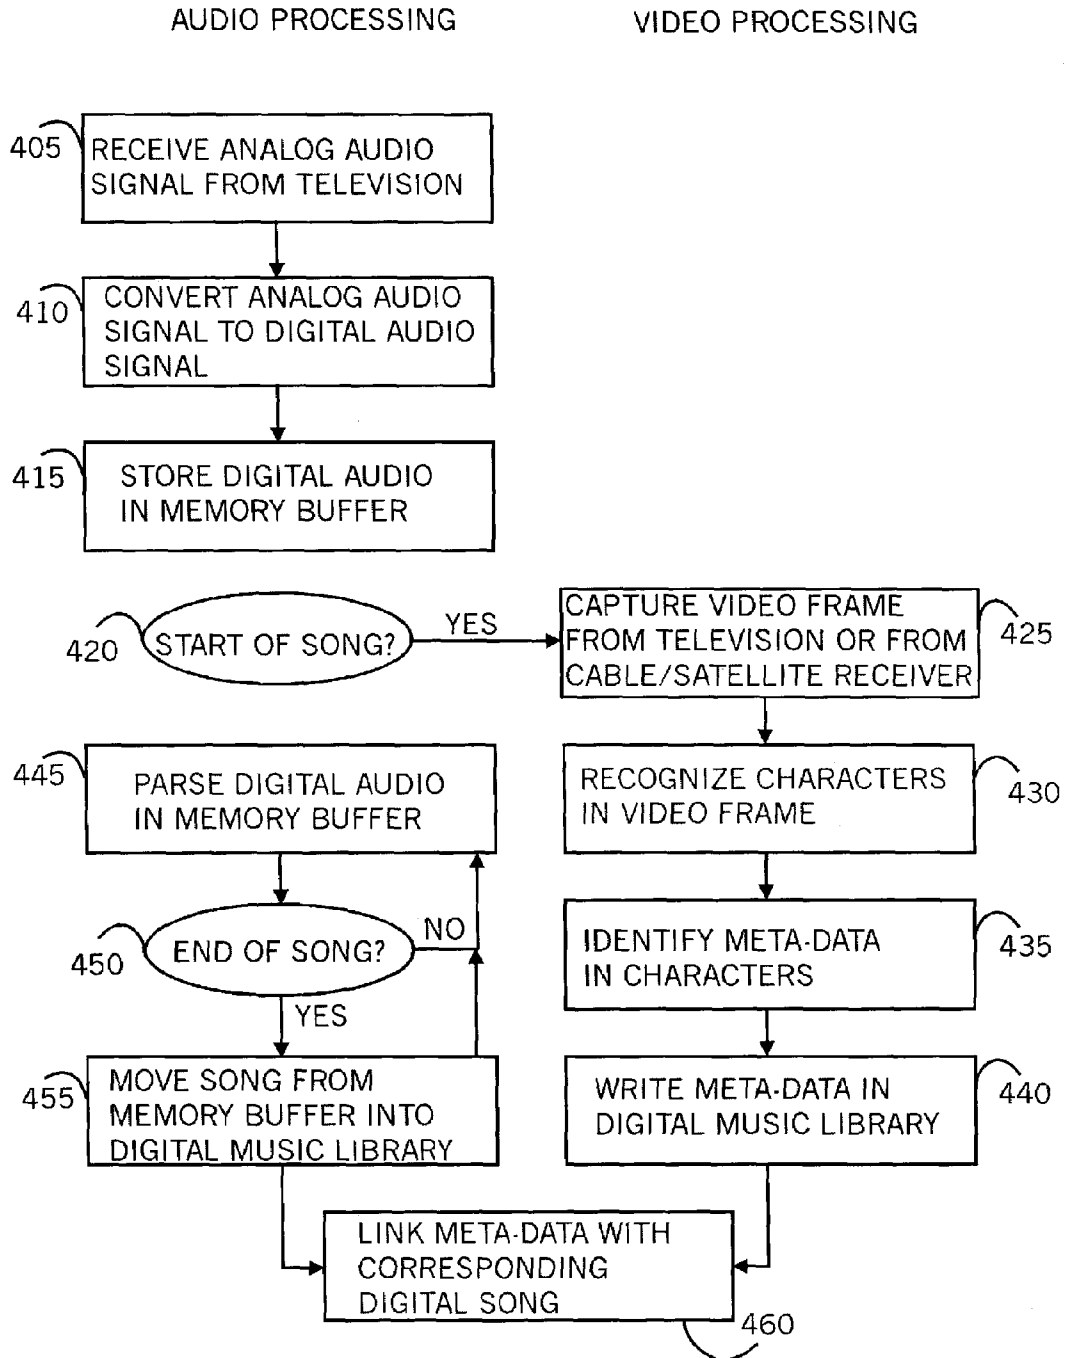 AUDIO PROCESSING
VIDEO PROCESSING
405
RECEIVE ANALOG AUDIO
SIGNAL FROM TELEVISION
410
CONVERT ANALOG AUDIO
SIGNAL TO DIGITAL AUDIO
SIGNAL
415
STORE DIGITAL AUDIO
IN MEMORY BUFFER
420
START OF SONG?
YES
CAPTURE VIDEO FRAME
FROM TELEVISION OR FROM
CABLE/SATELLITE RECEIVER
425
445
PARSE DIGITAL AUDIO
IN MEMORY BUFFER
RECOGNIZE CHARACTERS
IN VIDEO FRAME
430
450
END OF SONG?
NO
YES
IDENTIFY META-DATA
IN CHARACTERS
435
455
MOVE SONG FROM
MEMORY BUFFER INTO
DIGITAL MUSIC LIBRARY
WRITE META-DATA IN
DIGITAL MUSIC LIBRARY
440
LINK META-DATA WITH
CORRESPONDING
DIGITAL SONG
460